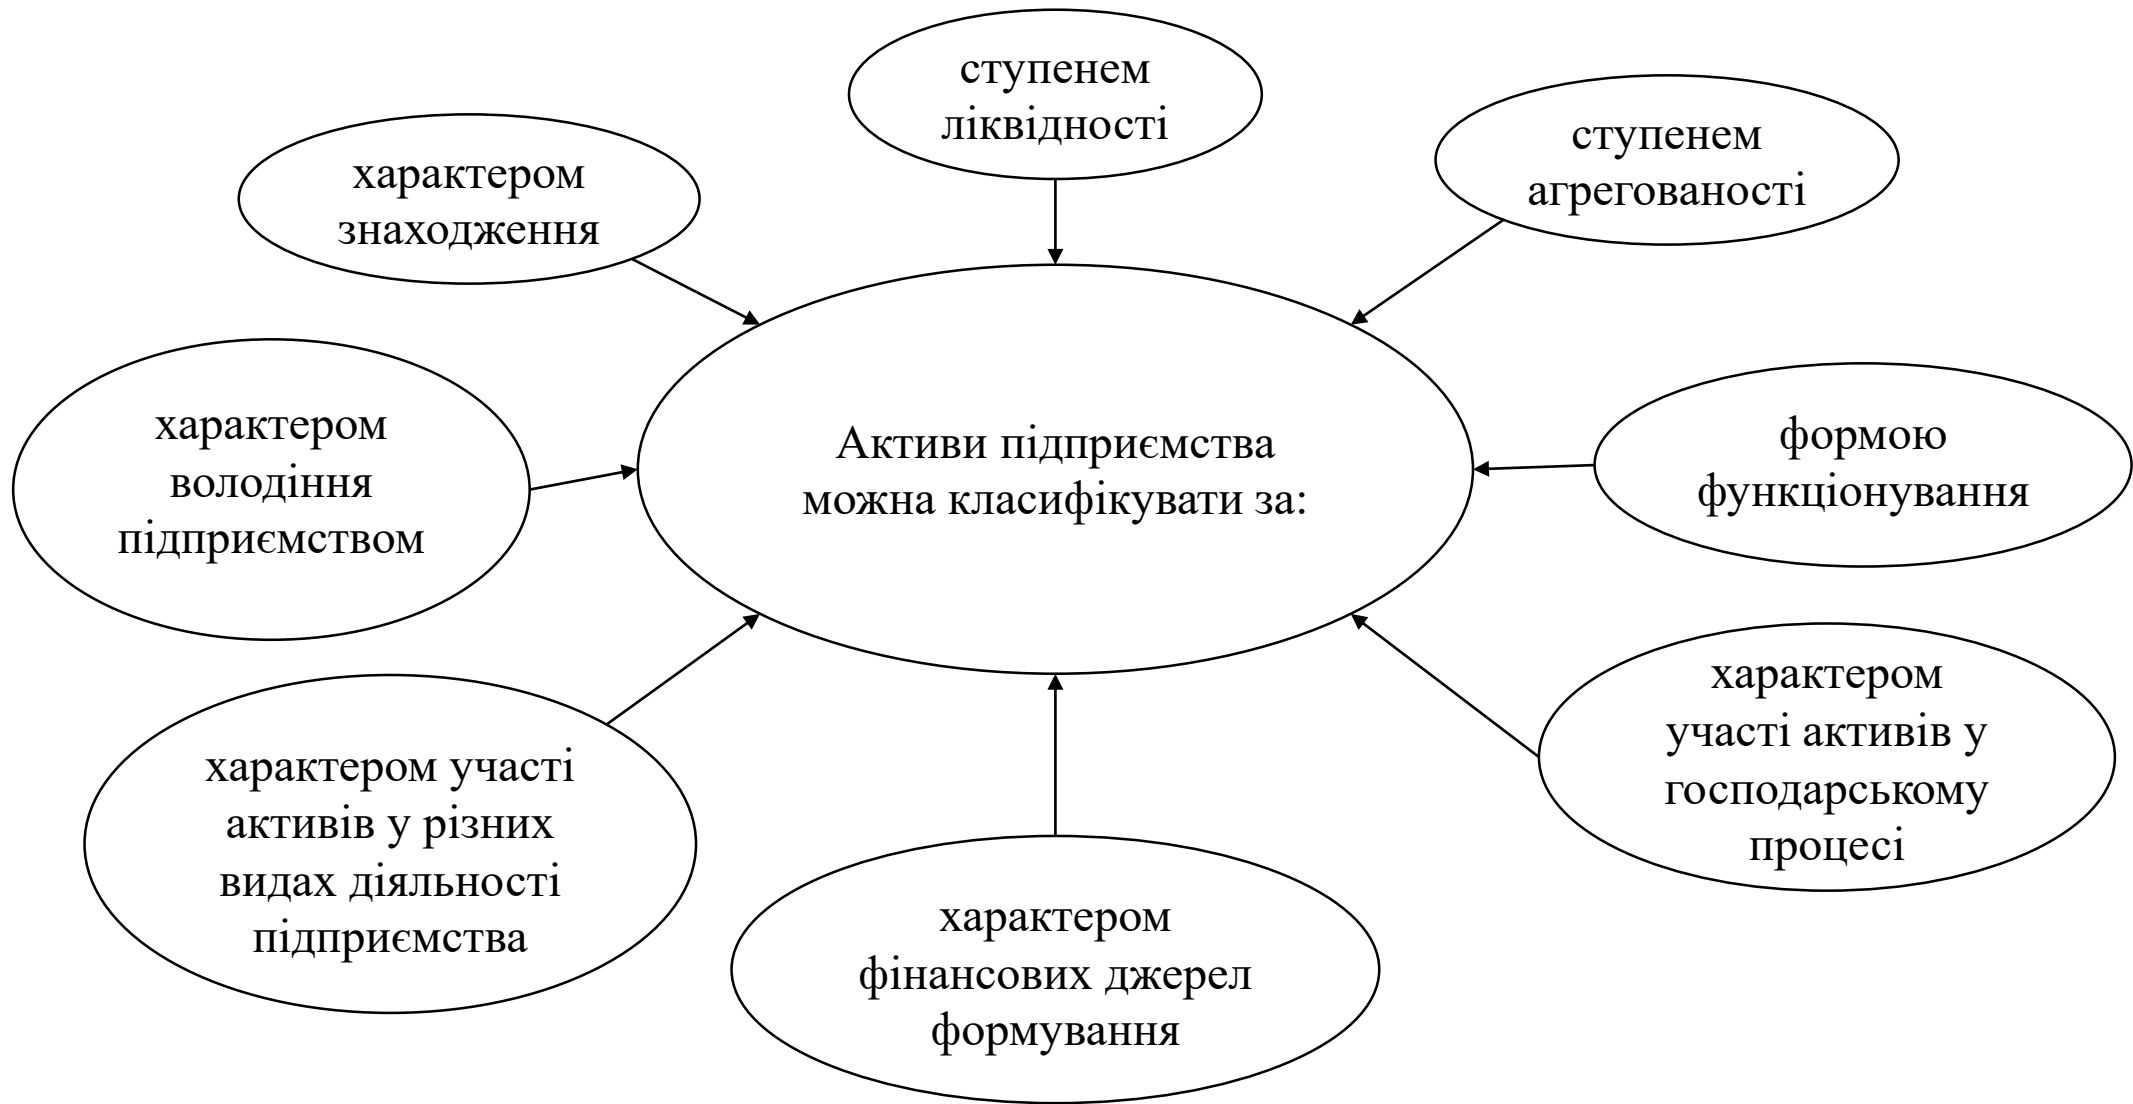 ступенем
ліквідності
ступенем
агрегованості
характером
знаходження
характером
володіння
підприємством
Активи підприємства
можна класифікувати за:
формою
функціонування
характером
участі активів у
господарському
процесі
характером участі
активів у різних
видах діяльності
підприємства
характером
фінансових джерел
формування